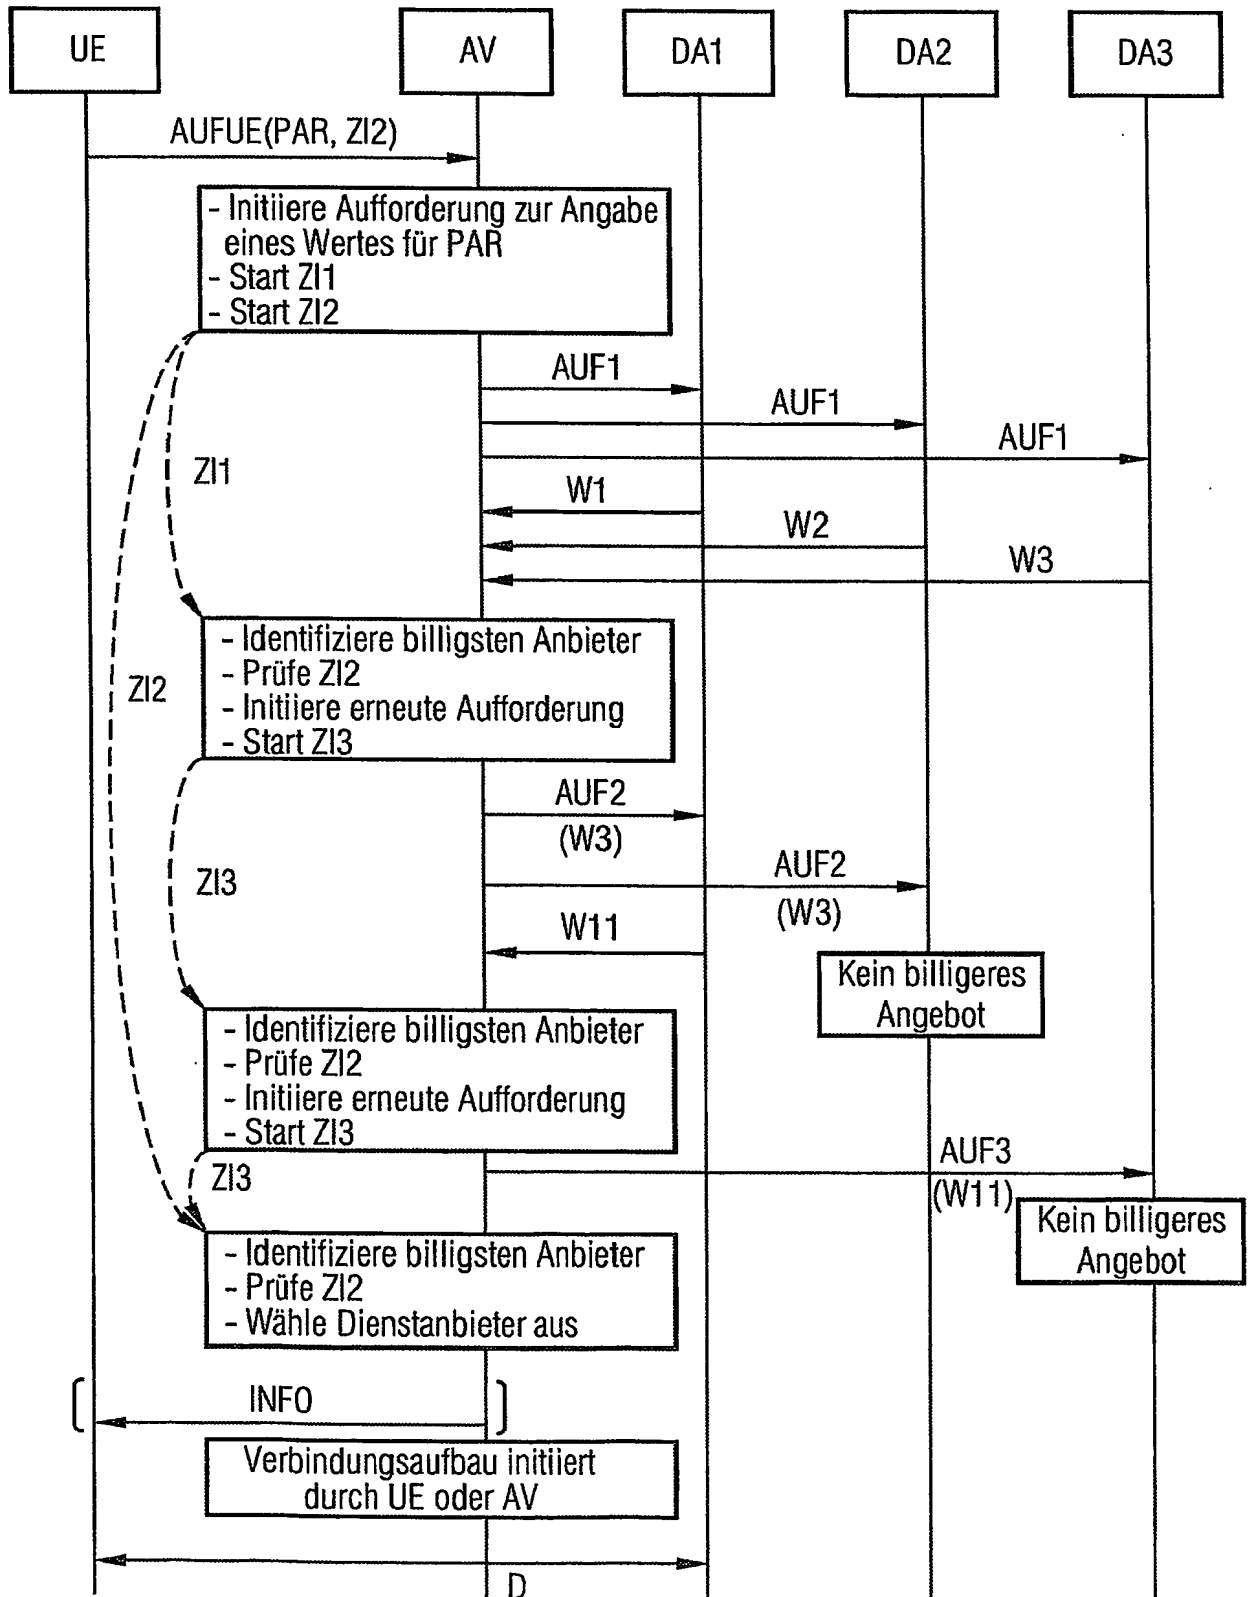 UE
AV
DA1
DA2
DA3
AUFUE(PAR, ZI2)
- Initiiere Aufforderung zur Angabe
eines Wertes für PAR
- Start ZI1
- Start ZI2
AUF1
AUF1
AUF1
ZI1
W1
W2
W3
- Identifiziere billigsten Anbieter
- Prüfe ZI2
- Initiiere erneute Aufforderung
- Start ZI3
ZI2
AUF2
(W3)
AUF2
(W3)
ZI3
W11
Kein billigeres
Angebot
- Identifiziere billigsten Anbieter
- Prüfe ZI2
- Initiiere erneute Aufforderung
- Start ZI3
ZI3
AUF3
(W11)
Kein billigeres
Angebot
- Identifiziere billigsten Anbieter
- Prüfe ZI2
- Wähle Dienstanbieter aus
INFO
Verbindungsaufbau initiiert
durch UE oder AV
D